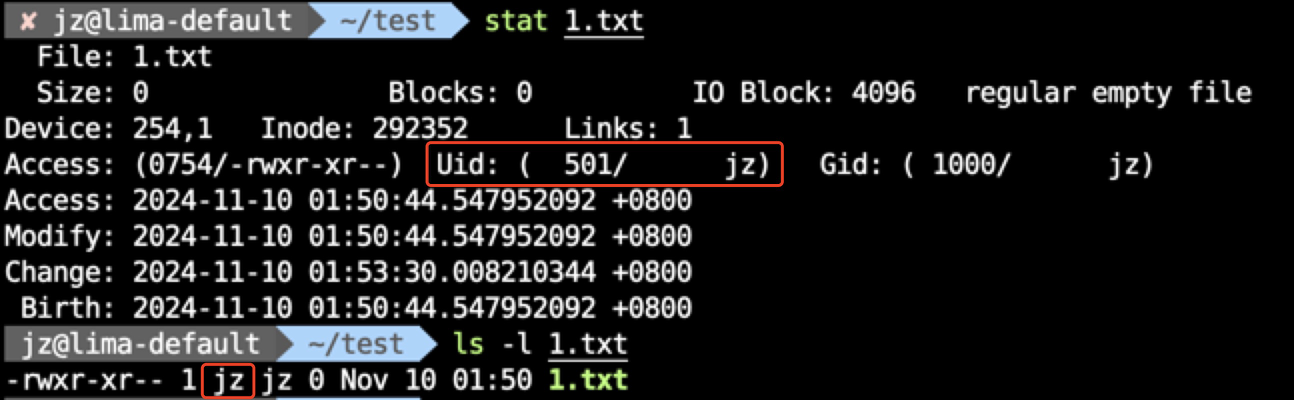 ✘ jz@lima-default ~/test stat 1.txt
  File: 1.txt
  Size: 0               Blocks: 0          IO Block: 4096   regular empty file
Device: 254,1   Inode: 292352      Links: 1
Access: (0754/-rwxr-xr--)  Uid: (  501/      jz)   Gid: ( 1000/      jz)
Access: 2024-11-10 01:50:44.547952092 +0800
Modify: 2024-11-10 01:50:44.547952092 +0800
Change: 2024-11-10 01:53:30.008210344 +0800
 Birth: 2024-11-10 01:50:44.547952092 +0800
jz@lima-default ~/test ls -l 1.txt
-rwxr-xr-- 1 jz jz 0 Nov 10 01:50 1.txt